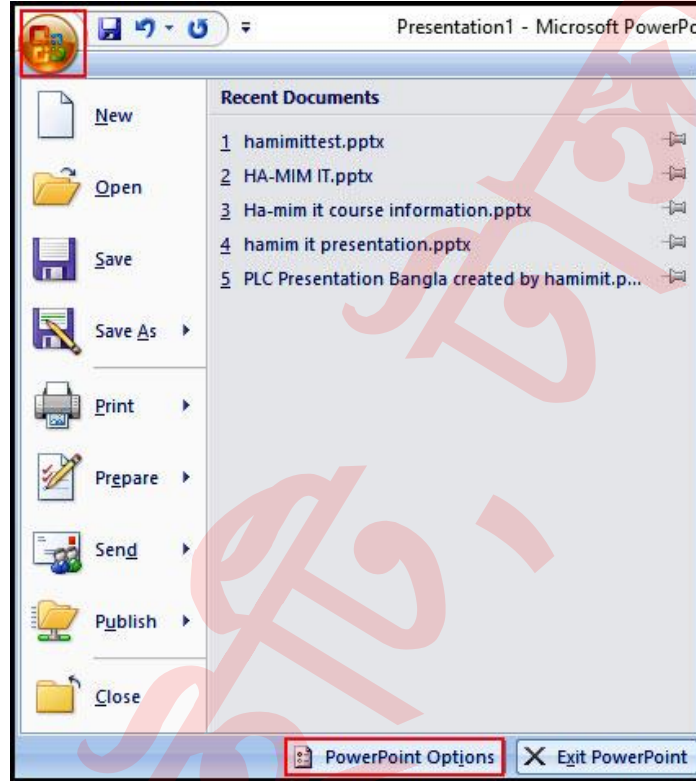 Presentation1 - Microsoft PowerPo
New
Open
Save
Save As
Print
Prepare
Send
Publish
Close
Recent Documents
1 hamimittest.pptx
2 HA-MIM IT.pptx
3 Ha-mim it course information.pptx
4 hamim it presentation.pptx
5 PLC Presentation Bangla created by hamimit.p...
PowerPoint Options
Exit PowerPoint